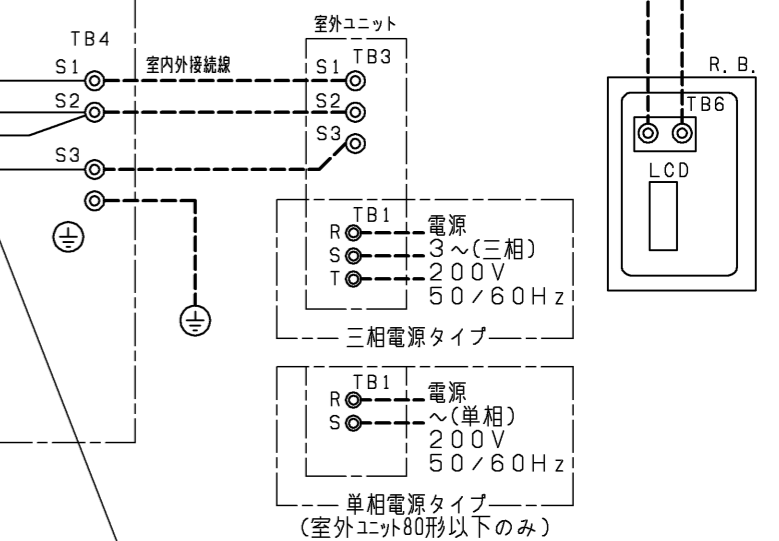 室外ユニット
TB4
TB3
R. B.
S1
室内外接続線
S1
S2
S2
TB6
S3
S3
LCD
TB1
R
電源
S
3~(三相)
T
200V
50/60Hz
三相電源タイプ
TB1
R
電源
S
~(単相)
200V
50/60Hz
単相電源タイプ
(室外ユニット80形以下のみ)